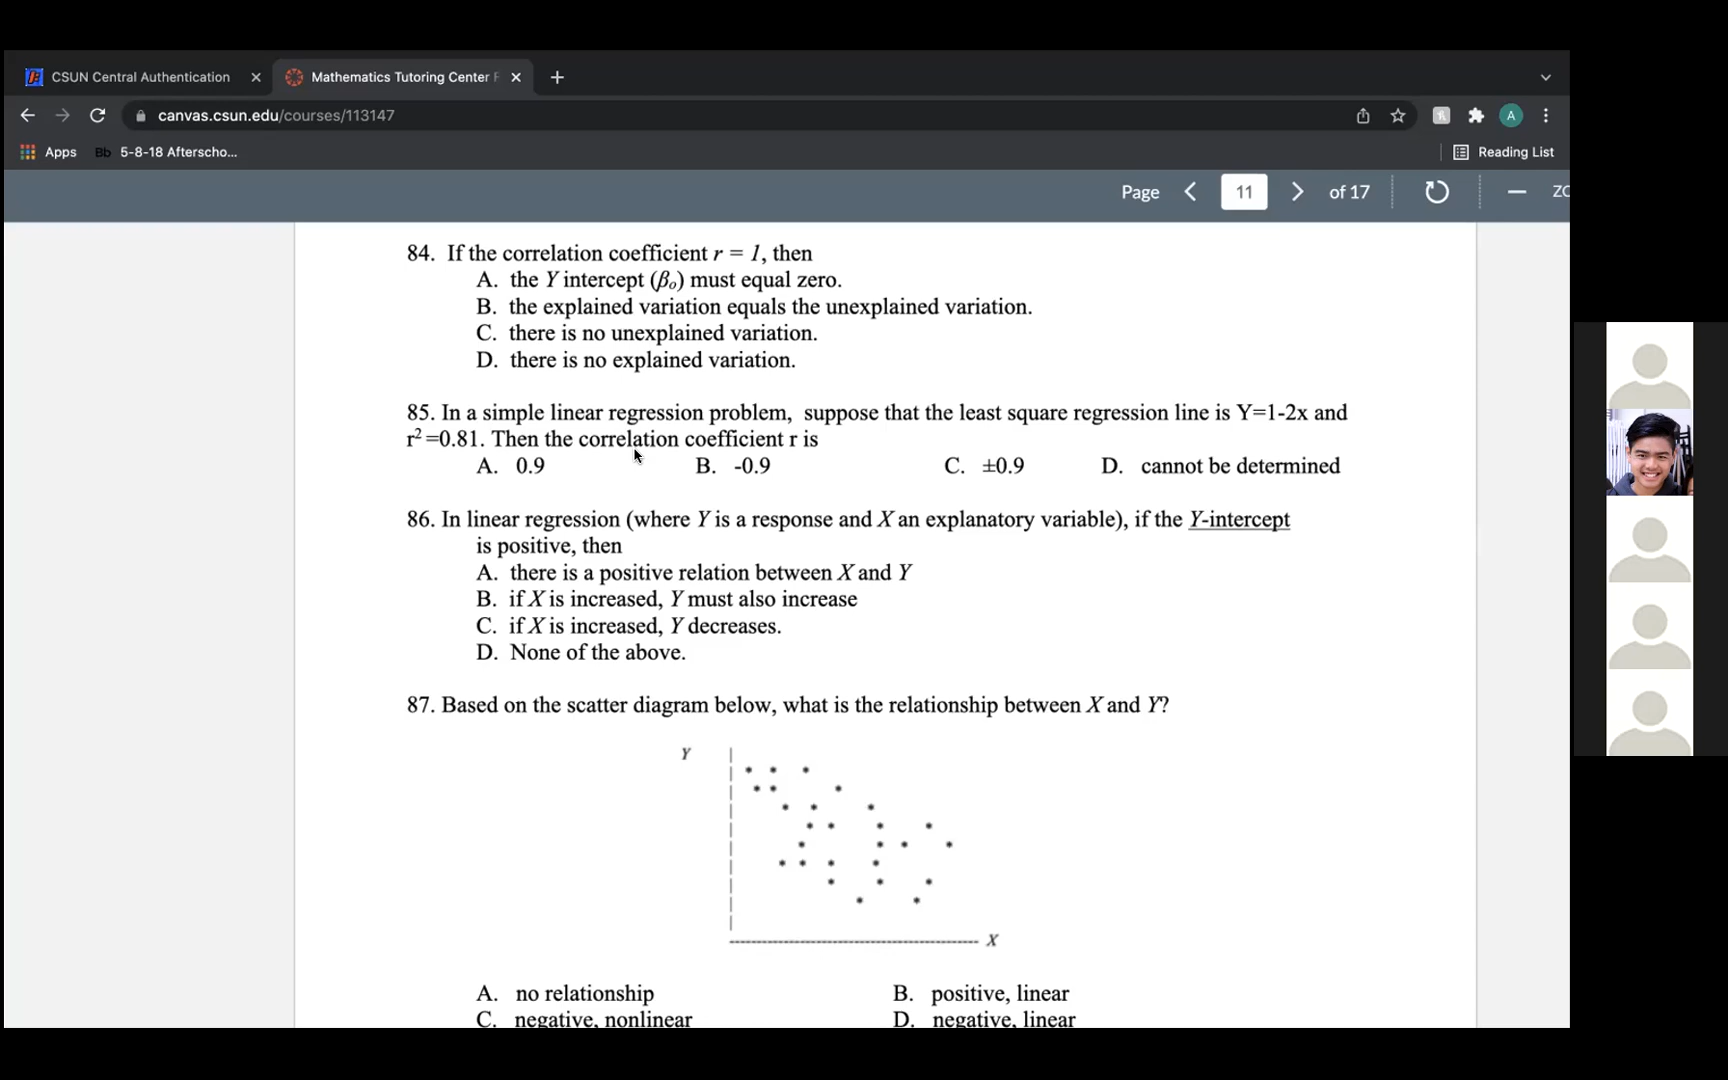 CSUN Central Authentication
Mathematics Tutoring Center F
canvas.csun.edu/courses/113147
A
Apps
Bb 5-8-18 Afterscho...
Reading List
Page 11 of 17
ZO
84. If the correlation coefficient r = 1, then
A. the Y intercept (βₒ) must equal zero.
B. the explained variation equals the unexplained variation.
C. there is no unexplained variation.
D. there is no explained variation.
85. In a simple linear regression problem, suppose that the least square regression line is Y=1-2x and
r² =0.81. Then the correlation coefficient r is
A. 0.9 B. -0.9 C. ±0.9 D. cannot be determined
86. In linear regression (where Y is a response and X an explanatory variable), if the Y-intercept
is positive, then
A. there is a positive relation between X and Y
B. if X is increased, Y must also increase
C. if X is increased, Y decreases.
D. None of the above.
87. Based on the scatter diagram below, what is the relationship between X and Y?
Y
X
A. no relationship B. positive, linear
C. negative, nonlinear D. negative, linear